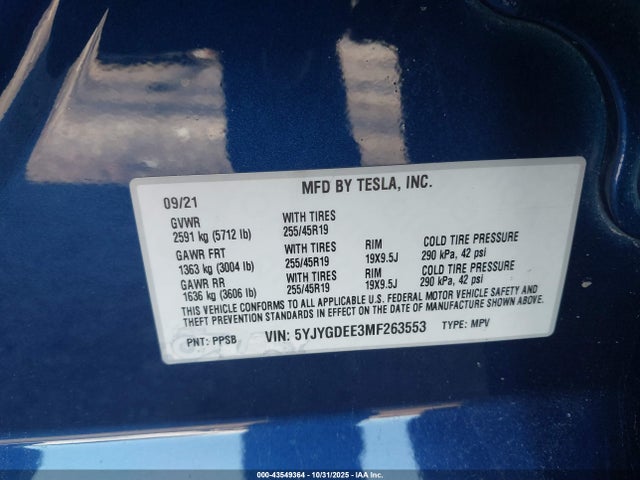 MFD BY TESLA, INC.
09/21
GVWR WITH TIRES
2591 kg (5712 lb) 255/45R19
GAWR FRT WITH TIRES RIM COLD TIRE PRESSURE
1363 kg (3004 lb) 255/45R19 19X9.5J 290 kPa, 42 psi
GAWR RR WITH TIRES RIM COLD TIRE PRESSURE
1636 kg (3606 lb) 255/45R19 19X9.5J 290 kPa, 42 psi
THIS VEHICLE CONFORMS TO ALL APPLICABLE U.S. FEDERAL MOTOR VEHICLE SAFETY AND
THEFT PREVENTION STANDARDS IN EFFECT ON THE DATE OF MANUFACTURE SHOWN ABOVE.
PNT: PPSB VIN: 5YJYGDEE3MF263553 TYPE: MPV
000-43549364 • 10/31/2025 • IAA Inc.